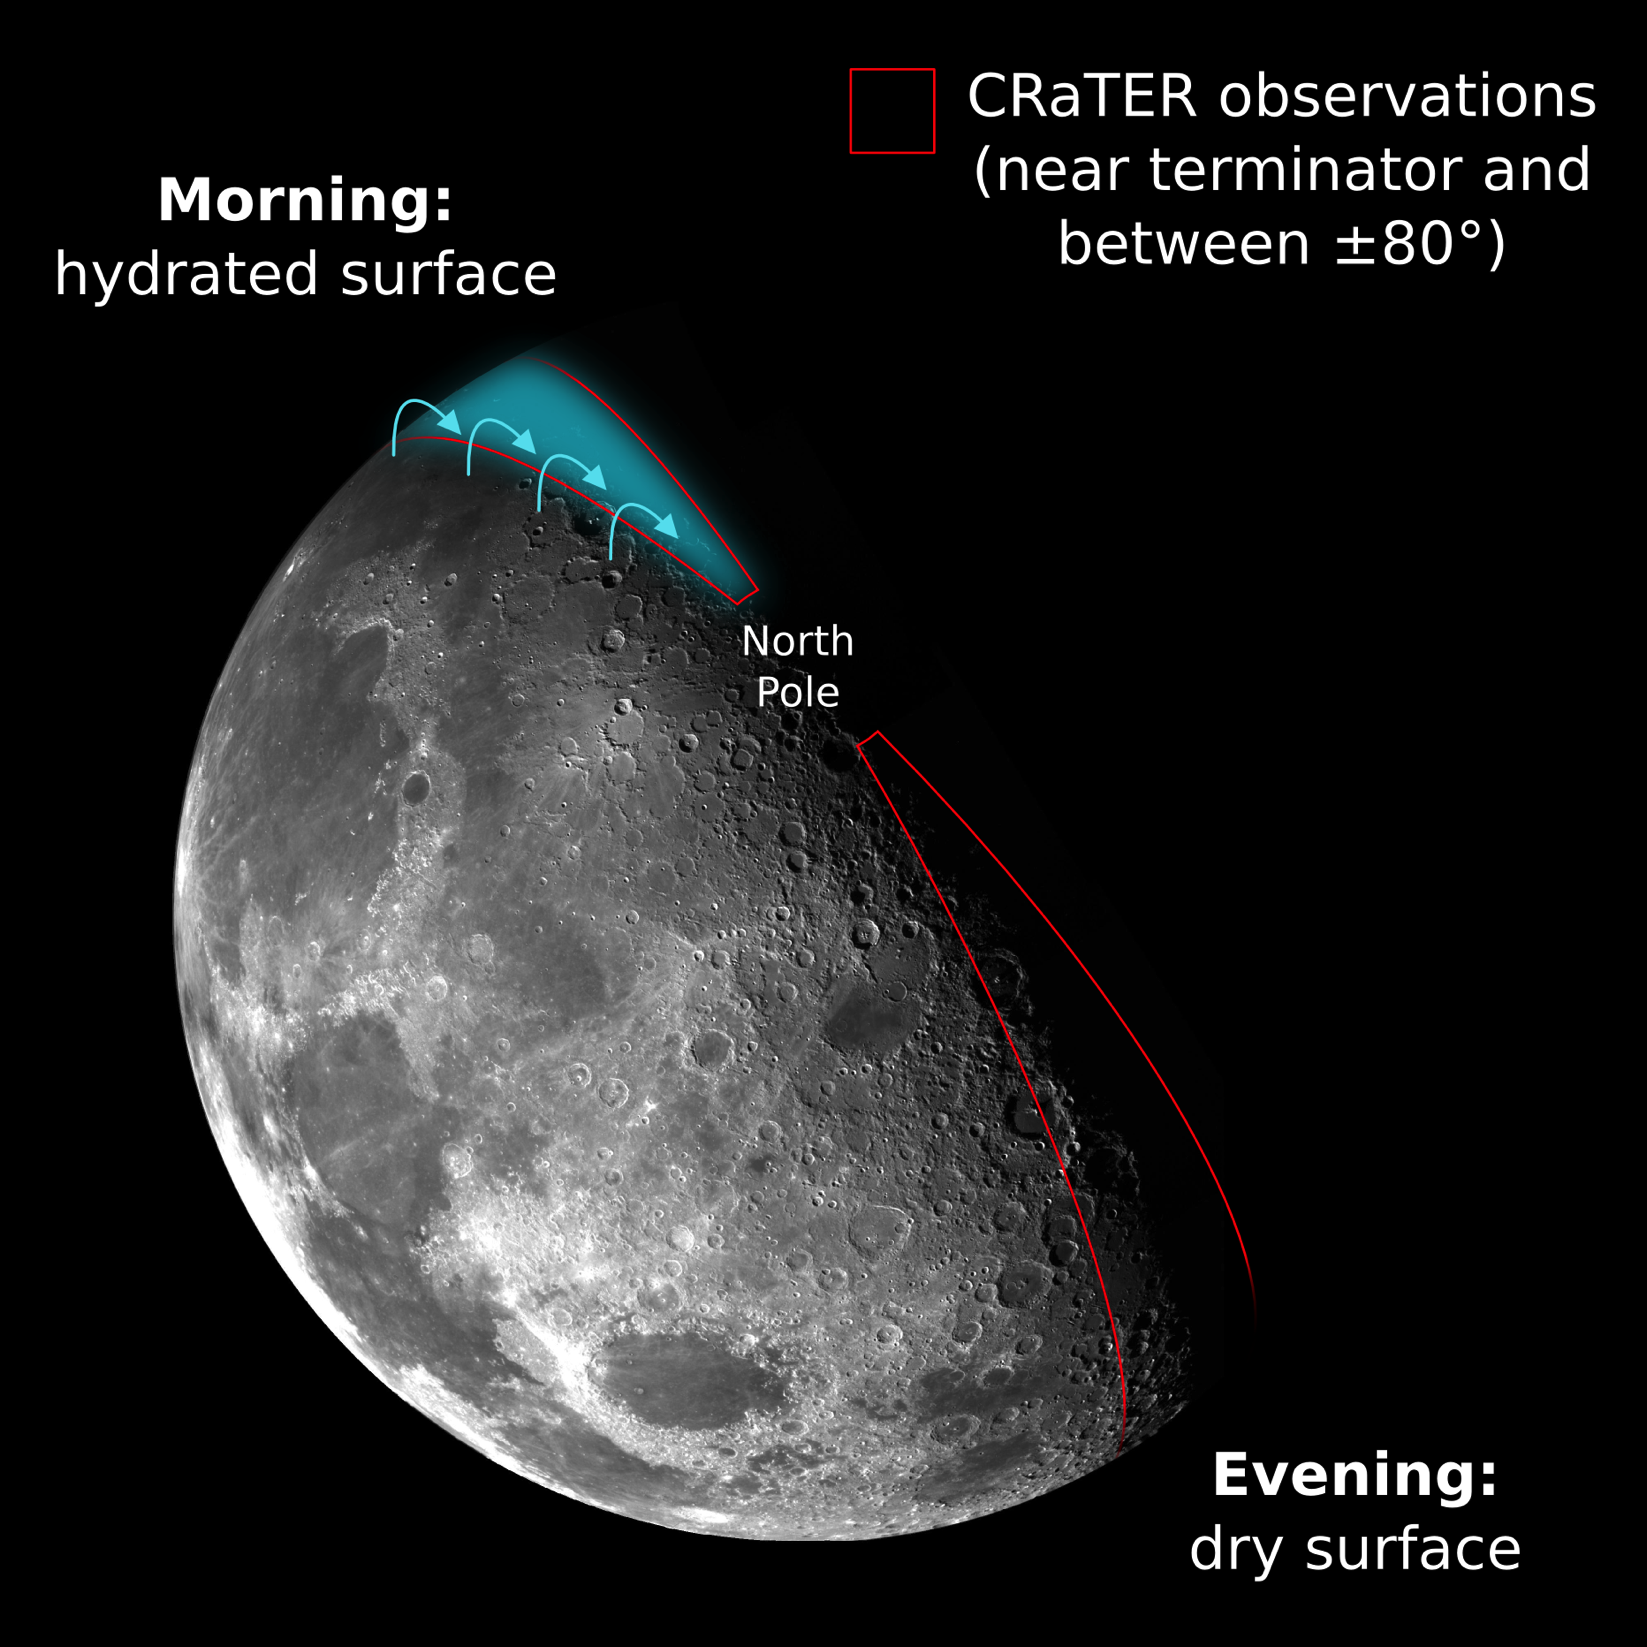 CRaTER observations
(near terminator and
between ±80°)
Morning:
hydrated surface
North
Pole
Evening:
dry surface